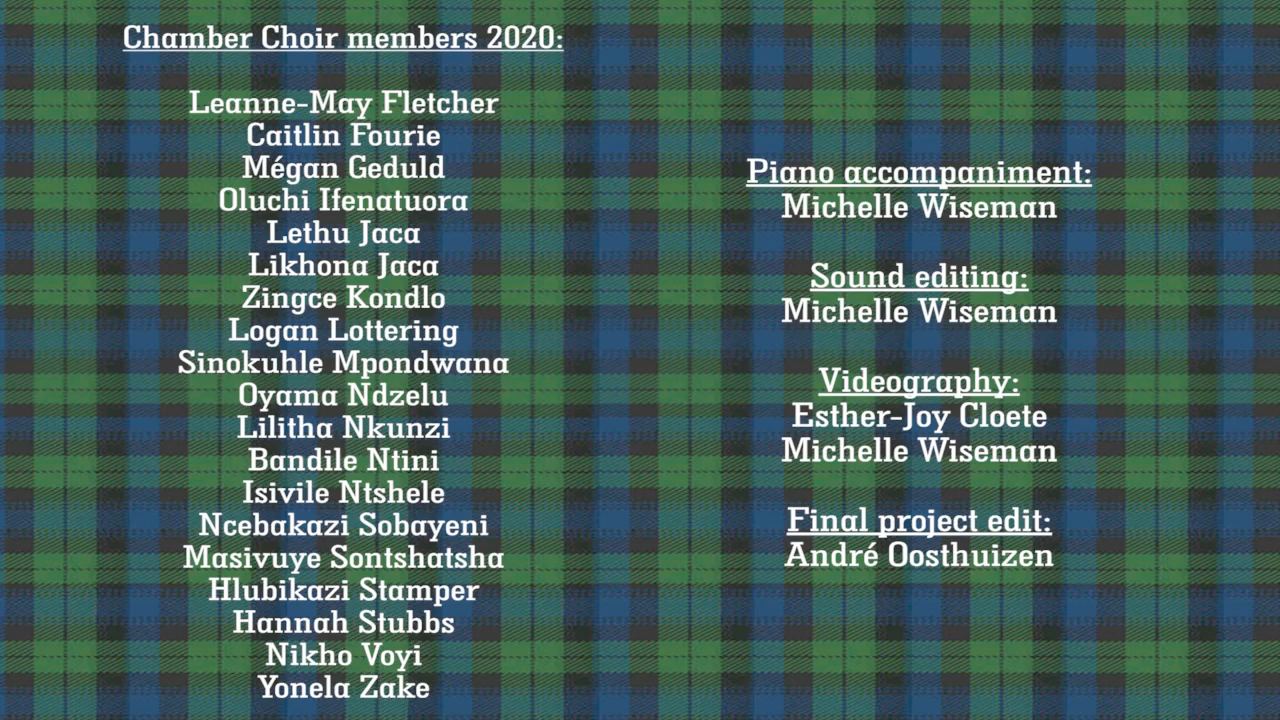 Chamber Choir members 2020:
Leanne-May Fletcher
Caitlin Fourie
Mégan Geduld
Oluchi Ifenatuora
Lethu Jaca
Likhona Jaca
Zingce Kondlo
Logan Lottering
Sinokuhle Mpondwana
Oyama Ndzelu
Lilitha Nkunzi
Bandile Ntini
Isivile Ntshele
Ncebakazi Sobayeni
Masivuye Sontshatsha
Hlubikazi Stamper
Hannah Stubbs
Nikho Voyi
Yonela Zake
Piano accompaniment:
Michelle Wiseman
Sound editing:
Michelle Wiseman
Videography:
Esther-Joy Cloete
Michelle Wiseman
Final project edit:
André Oosthuizen